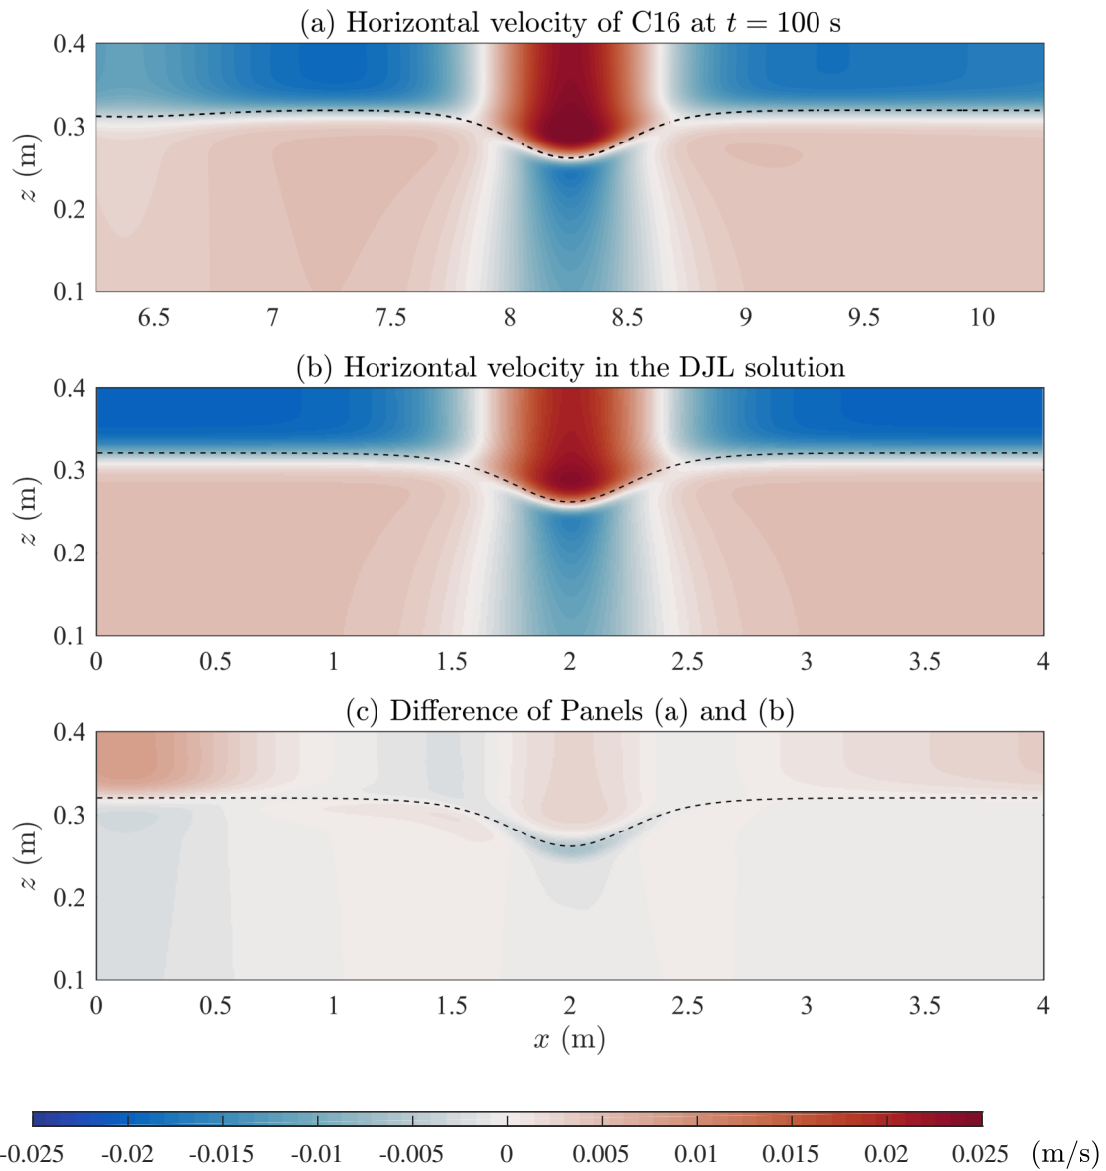 (a) Horizontal velocity of C16 at t = 100 s
0.4
0.3
0.2
0.1
z (m)
6.5 7 7.5 8 8.5 9 9.5 10
(b) Horizontal velocity in the DJL solution
0.4
0.3
0.2
0.1
z (m)
0 0.5 1 1.5 2 2.5 3 3.5 4
(c) Difference of Panels (a) and (b)
0.4
0.3
0.2
0.1
z (m)
0 0.5 1 1.5 2 2.5 3 3.5 4
x (m)
-0.025 -0.02 -0.015 -0.01 -0.005 0 0.005 0.01 0.015 0.02 0.025 (m/s)